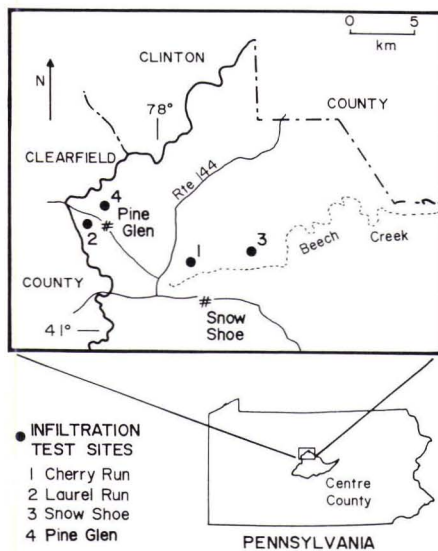 0 5
km
CLINTON
N
78°
COUNTY
CLEARFIELD
Rte 144
4
Pine
Glen
#
2
1
3
Beech
Creek
COUNTY
#
Snow
Shoe
41°
INFILTRATION
TEST SITES
1 Cherry Run
2 Laurel Run
3 Snow Shoe
4 Pine Glen
Centre
County
PENNSYLVANIA